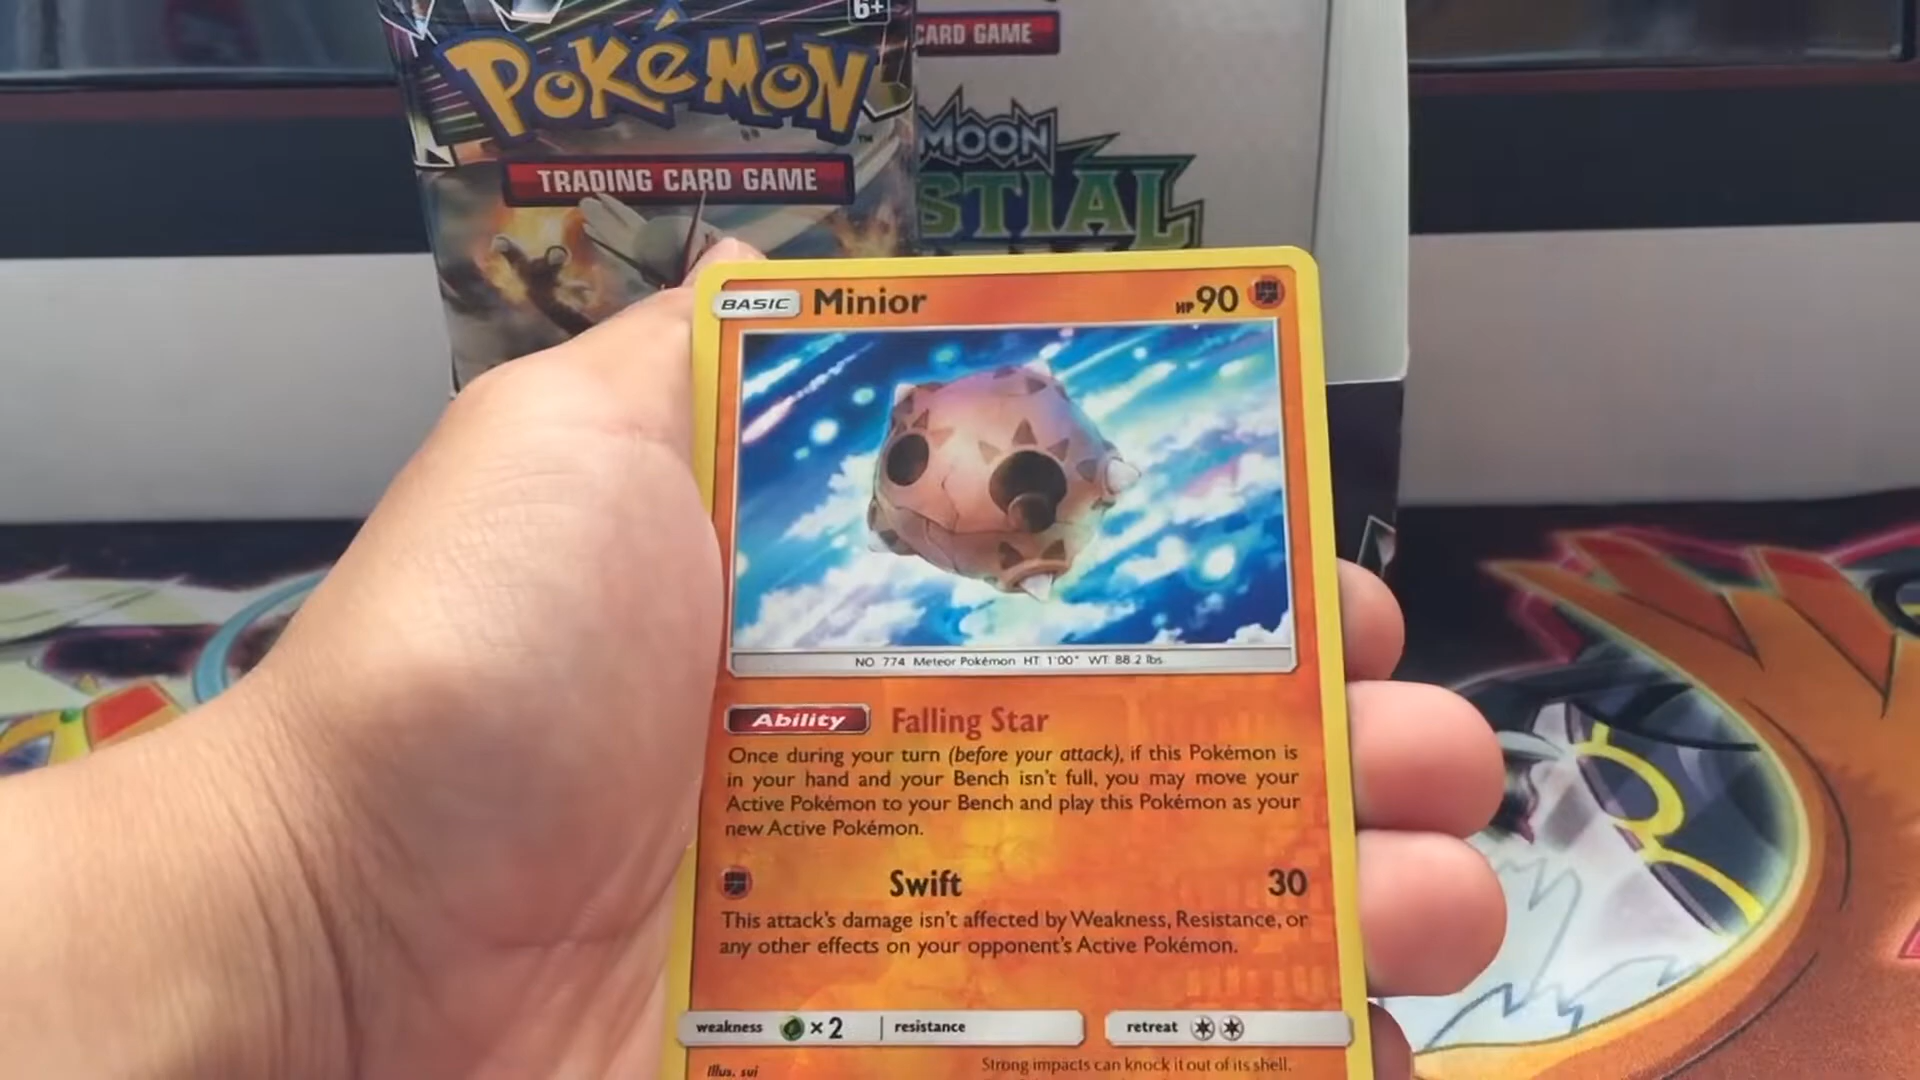 6+
POKéMON
TRADING CARD GAME
CARD GAME
MOON
STIAL
BASIC Minior HP 90
NO. 774 Meteor Pokémon HT: 1'00" WT: 88.2 lbs.
Ability Falling Star
Once during your turn (before your attack), if this Pokémon is
in your hand and your Bench isn't full, you may move your
Active Pokémon to your Bench and play this Pokémon as your
new Active Pokémon.
Swift 30
This attack's damage isn't affected by Weakness, Resistance, or
any other effects on your opponent's Active Pokémon.
weakness ×2 resistance retreat
Illus. sui
Strong impacts can knock it out of its shell.